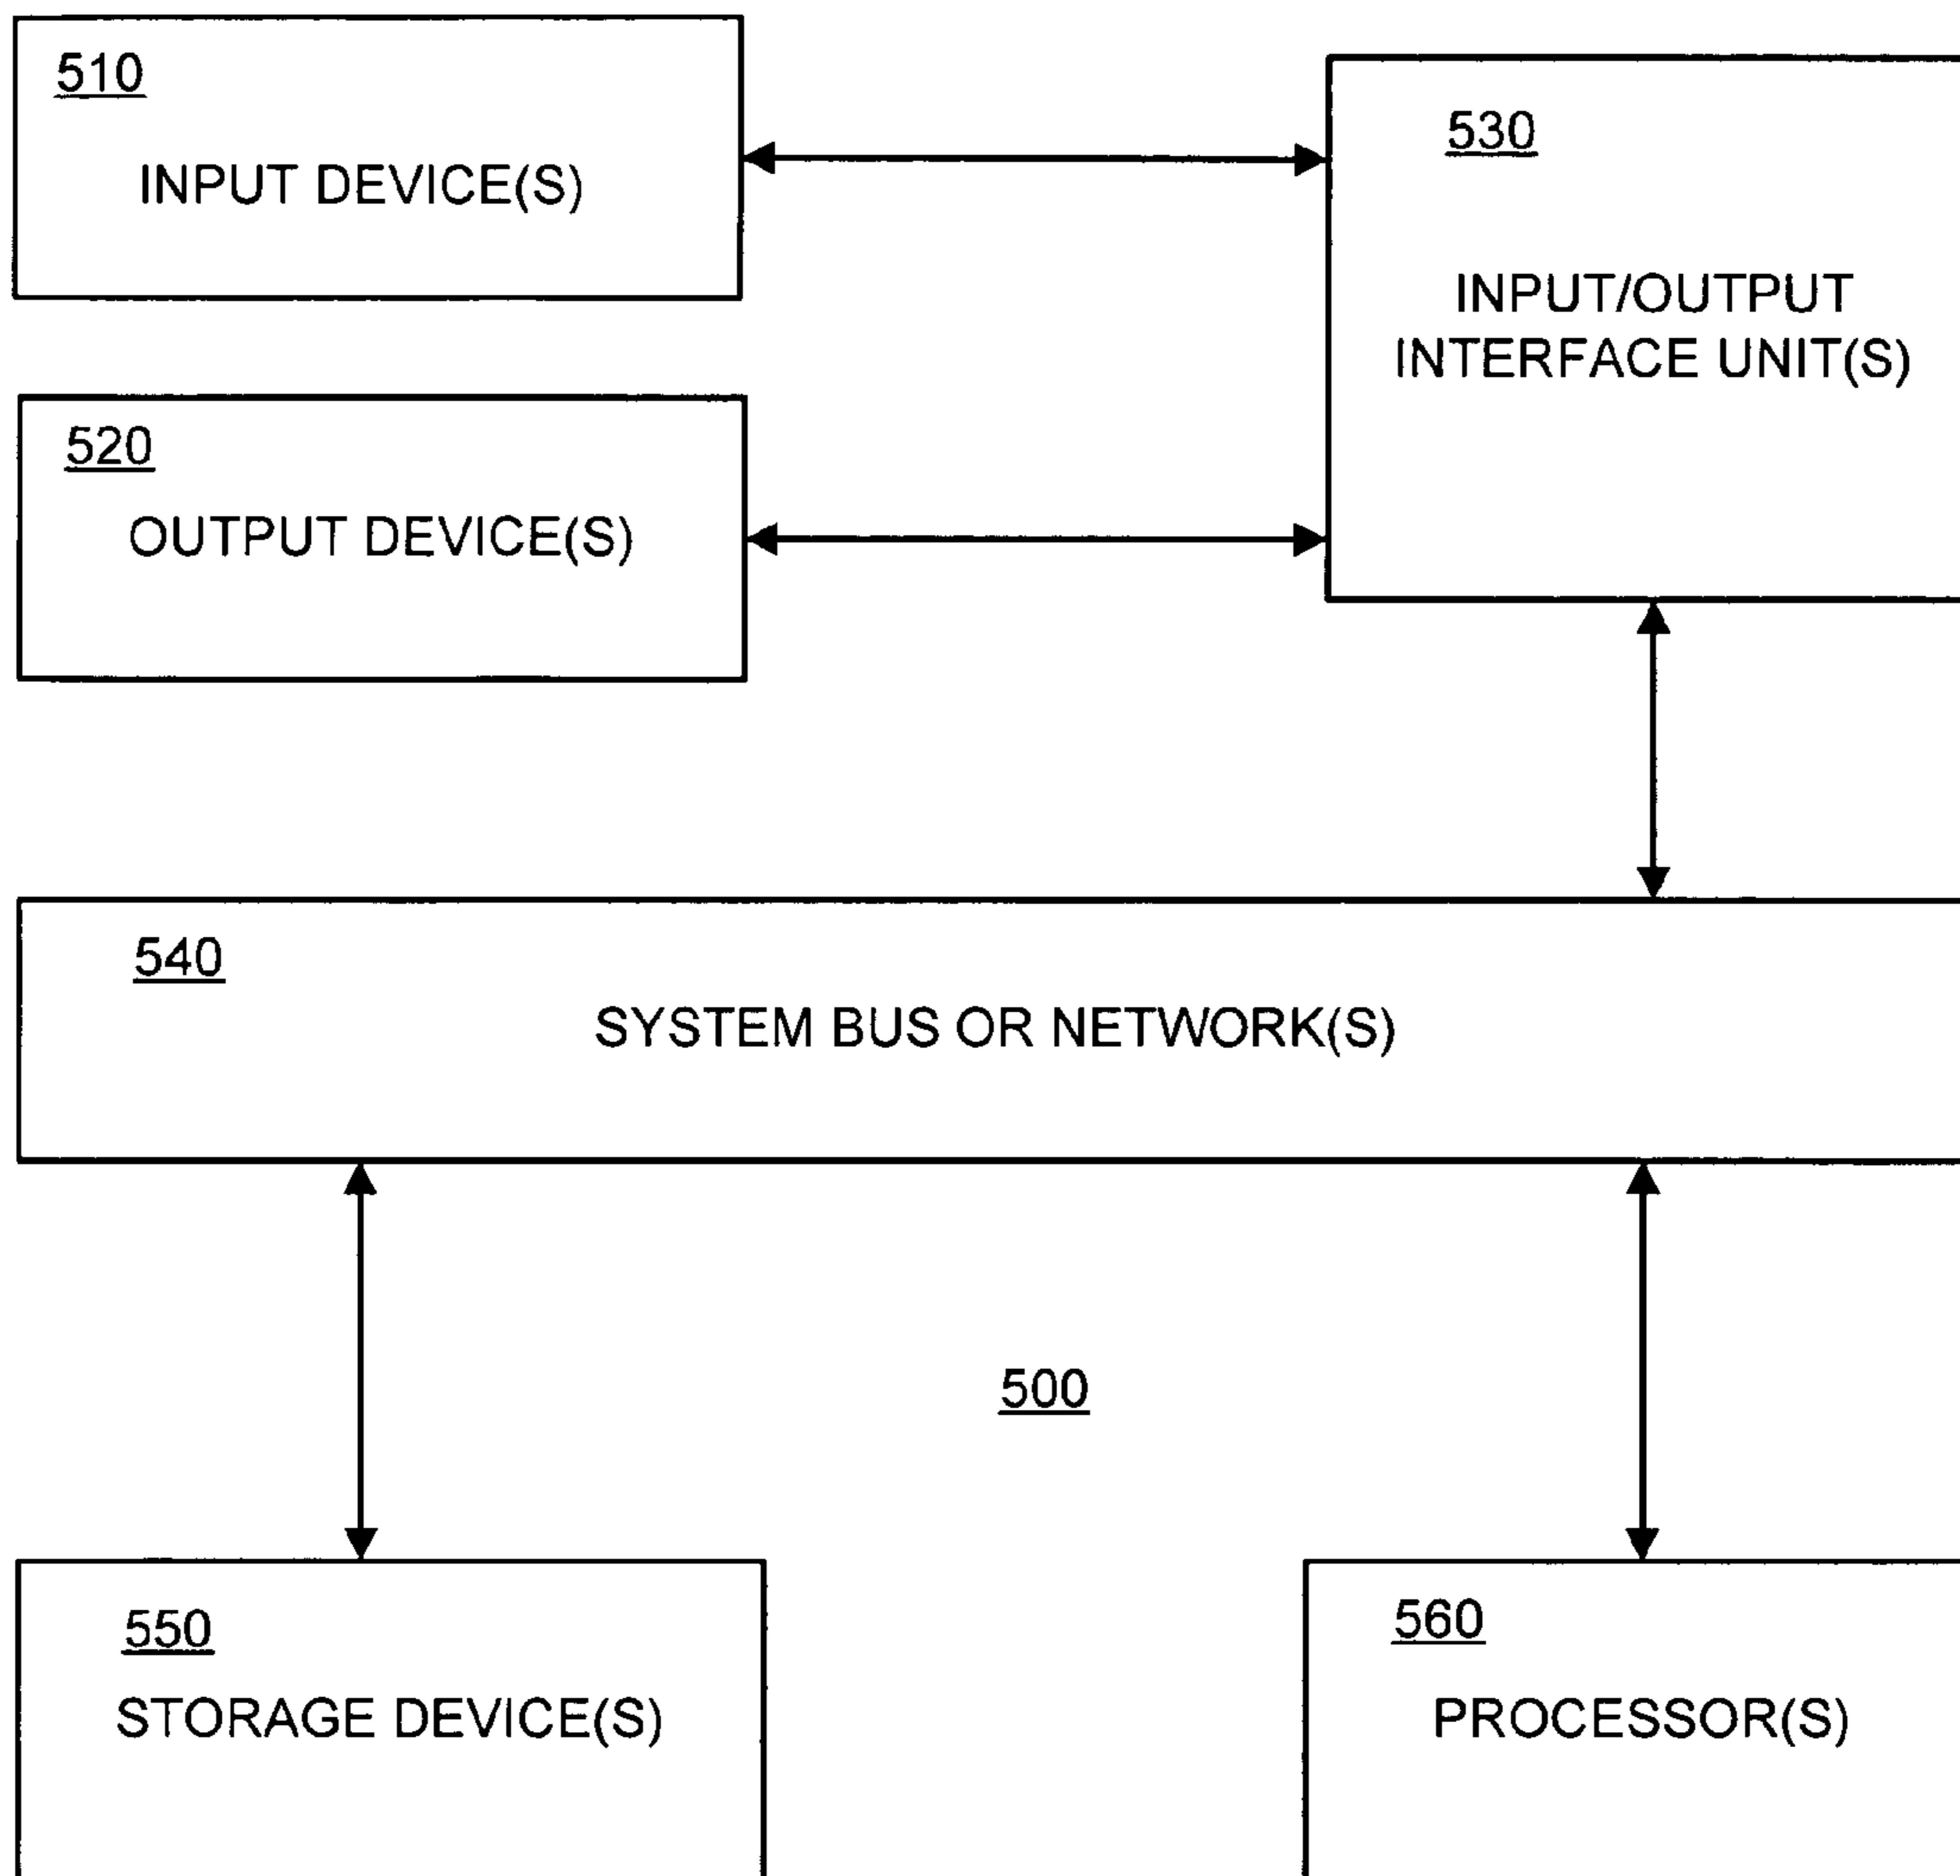 510
INPUT DEVICE(S)
530
INPUT/OUTPUT
INTERFACE UNIT(S)
520
OUTPUT DEVICE(S)
540
SYSTEM BUS OR NETWORK(S)
500
550
STORAGE DEVICE(S)
560
PROCESSOR(S)